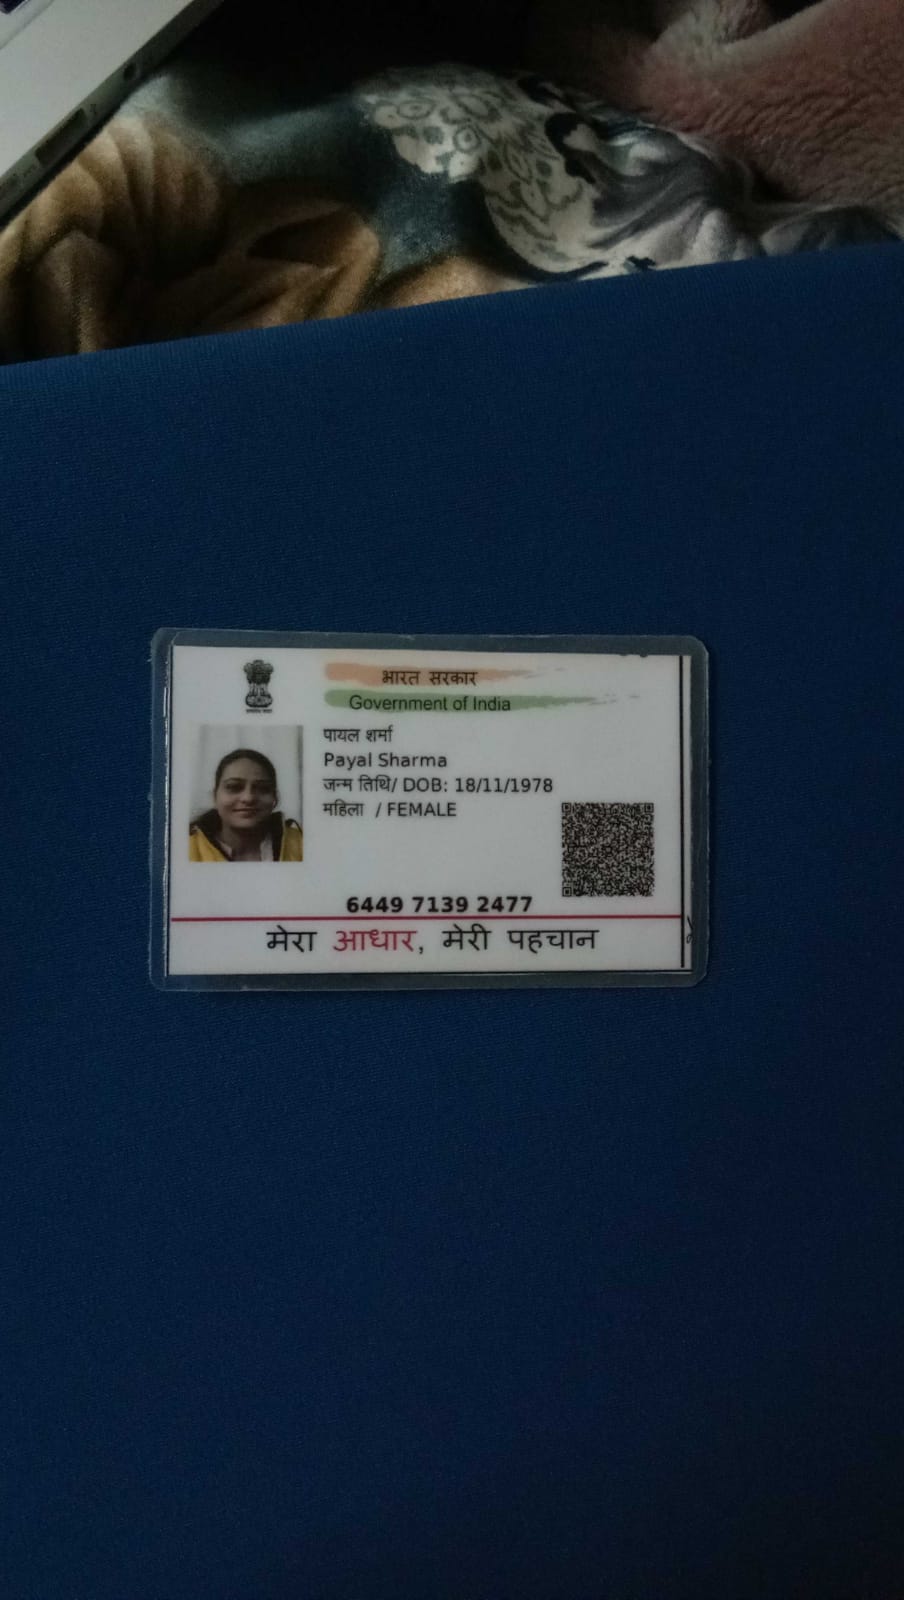 भारत सरकार
Government of India
पायल शर्मा
Payal Sharma
जन्म तिथि/ DOB: 18/11/1978
महिला / FEMALE
6449 7139 2477
मेरा आधार, मेरी पहचान